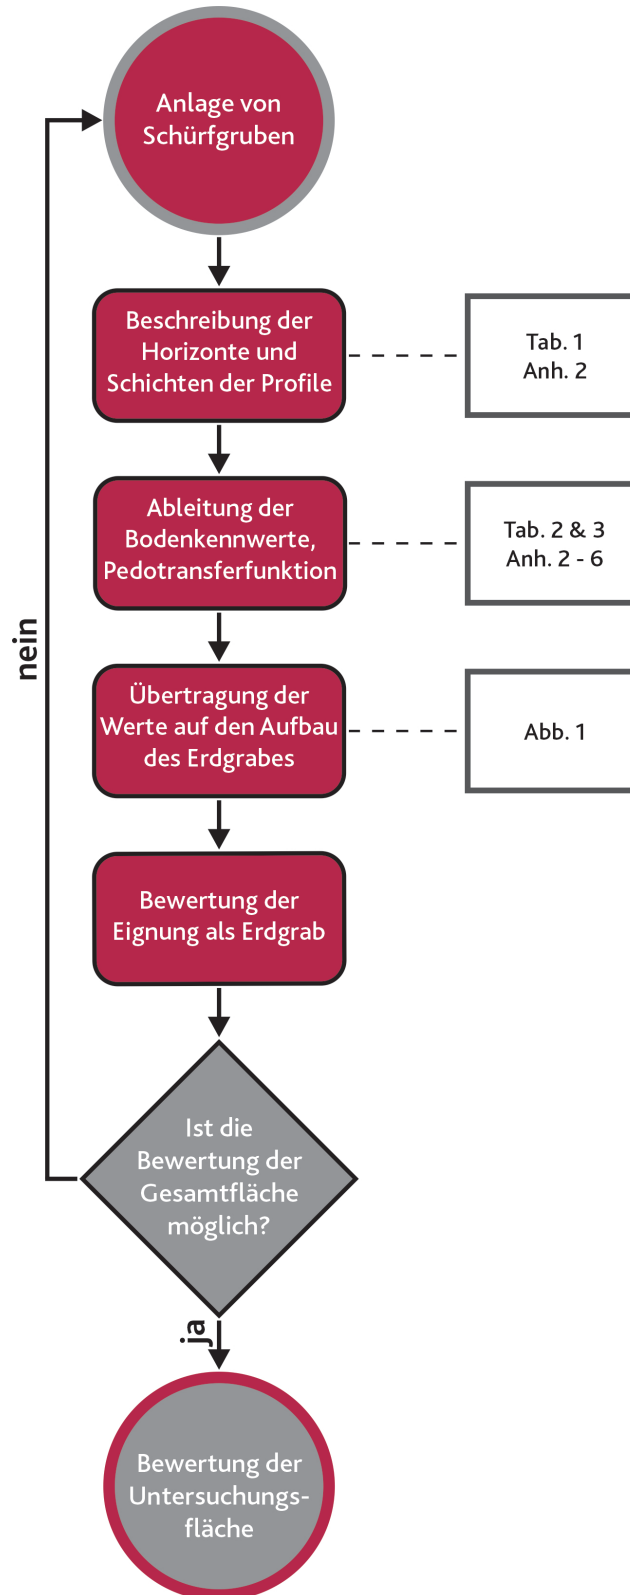 Anlage von
Schürfgruben
Beschreibung der
Horizonte und
Schichten der Profile
Tab. 1
Anh. 2
Ableitung der
Bodenkennwerte,
Pedotransferfunktion
Tab. 2 & 3
Anh. 2 - 6
nein
Übertragung der
Werte auf den Aufbau
des Erdgrabes
Abb. 1
Bewertung der
Eignung als Erdgrab
Ist die
Bewertung der
Gesamtfläche
möglich?
ja
Bewertung der
Untersuchungs-
fläche